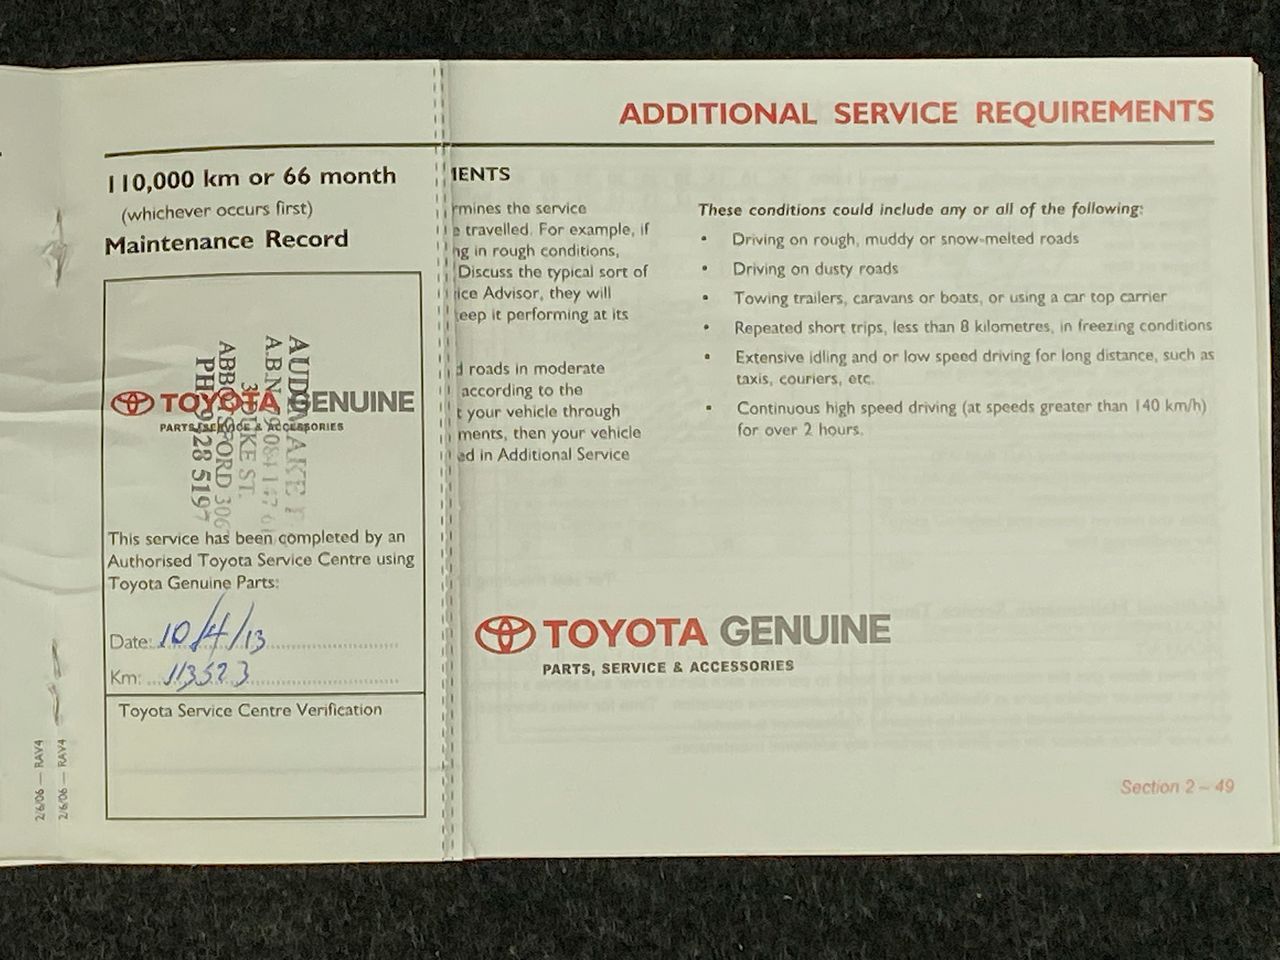 110,000 km or 66 month
(whichever occurs first)
Maintenance Record
A.B.N.
DUKE ST.
PH
5197
TOYOTA GENUINE
PARTS, SERVICE & ACCESSORIES
This service has been completed by an
Authorised Toyota Service Centre using
Toyota Genuine Parts:
Date: 10/4/13
Km: 113523
Toyota Service Centre Verification
2/6/06 — RAV4
2/6/06 — RAV4
ADDITIONAL SERVICE REQUIREMENTS
MENTS
rmines the service
travelled. For example, if
ng in rough conditions,
Discuss the typical sort of
ice Advisor, they will
eep it performing at its
d roads in moderate
according to the
t your vehicle through
ments, then your vehicle
ed in Additional Service
These conditions could include any or all of the following:
• Driving on rough, muddy or snow-melted roads
• Driving on dusty roads
• Towing trailers, caravans or boats, or using a car top carrier
• Repeated short trips, less than 8 kilometres, in freezing conditions
• Extensive idling and or low speed driving for long distance, such as
taxis, couriers, etc.
• Continuous high speed driving (at speeds greater than 140 km/h)
for over 2 hours.
TOYOTA GENUINE
PARTS, SERVICE & ACCESSORIES
Section 2 – 49